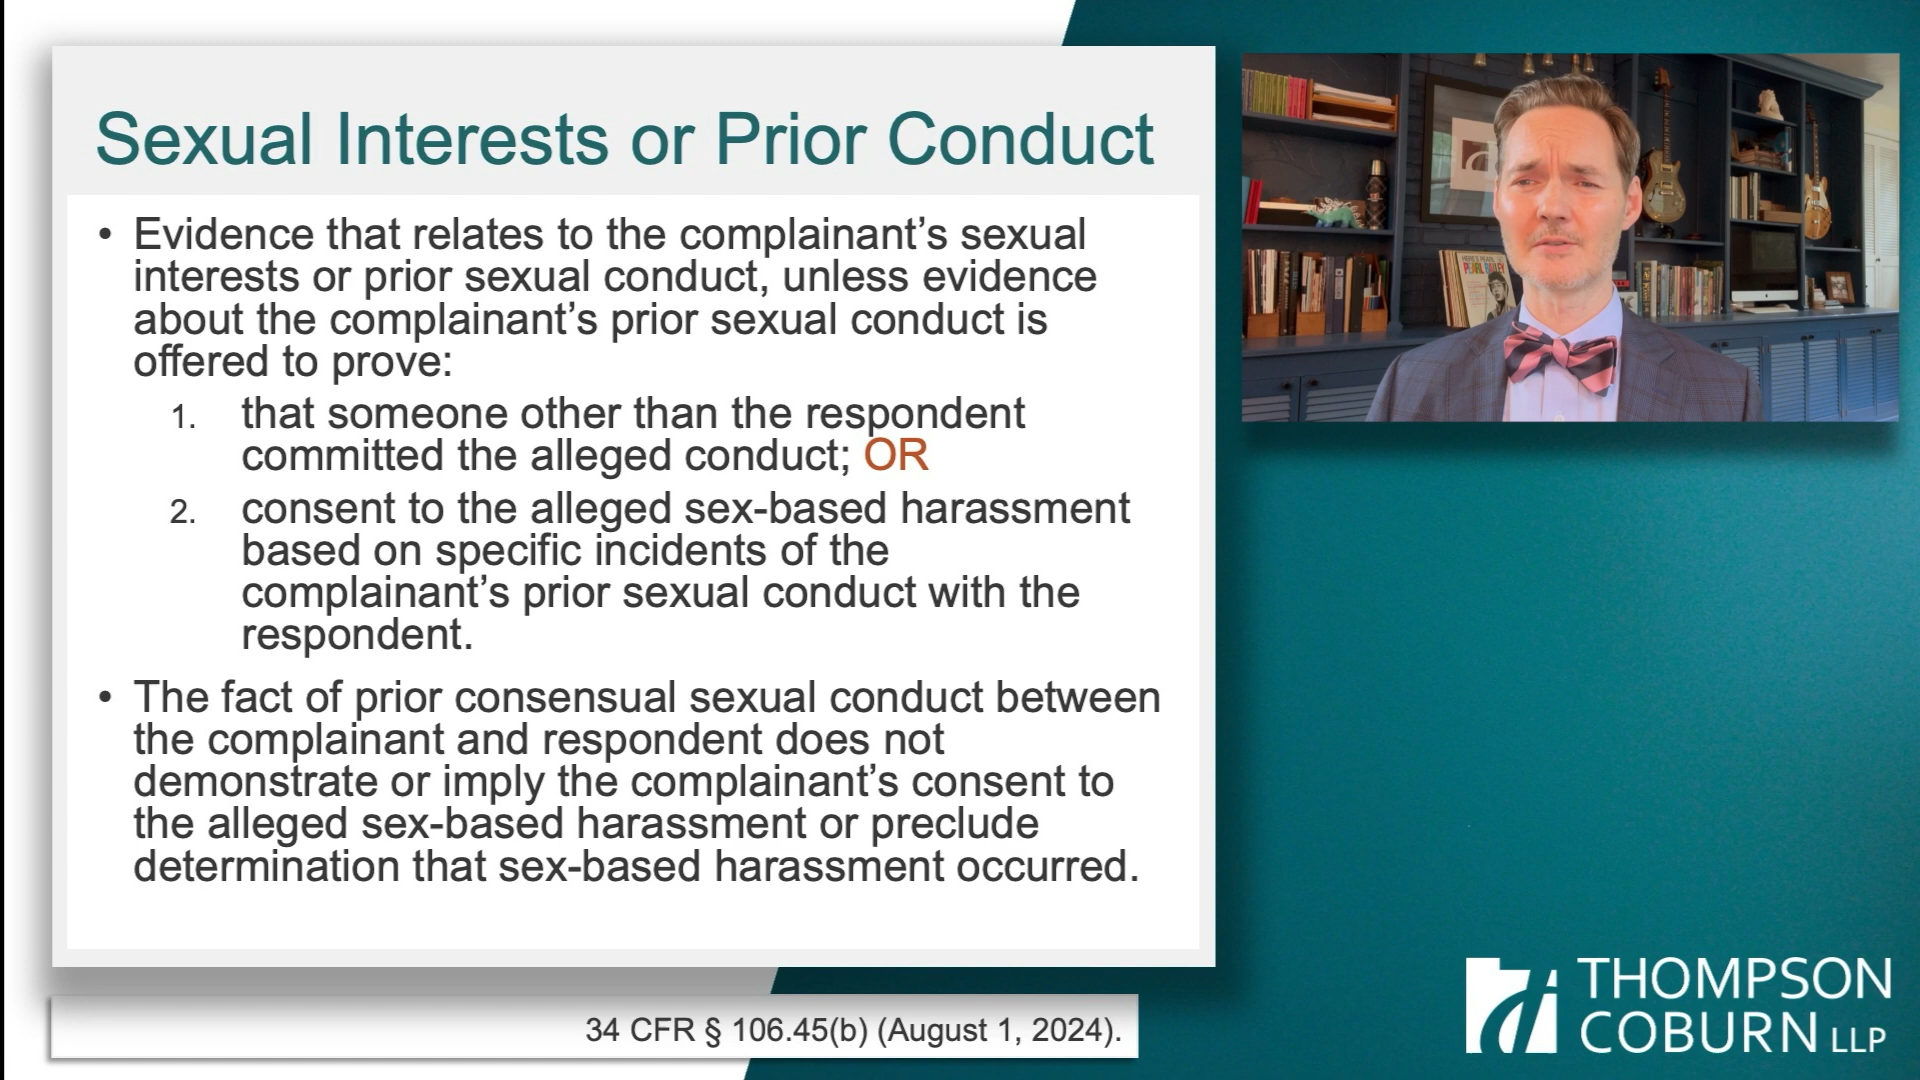 Sexual Interests or Prior Conduct
• Evidence that relates to the complainant’s sexual
interests or prior sexual conduct, unless evidence
about the complainant’s prior sexual conduct is
offered to prove:
1. that someone other than the respondent
committed the alleged conduct; OR
2. consent to the alleged sex-based harassment
based on specific incidents of the
complainant’s prior sexual conduct with the
respondent.
• The fact of prior consensual sexual conduct between
the complainant and respondent does not
demonstrate or imply the complainant’s consent to
the alleged sex-based harassment or preclude
determination that sex-based harassment occurred.
34 CFR § 106.45(b) (August 1, 2024).
PEARL BAILEY
THOMPSON
COBURN LLP